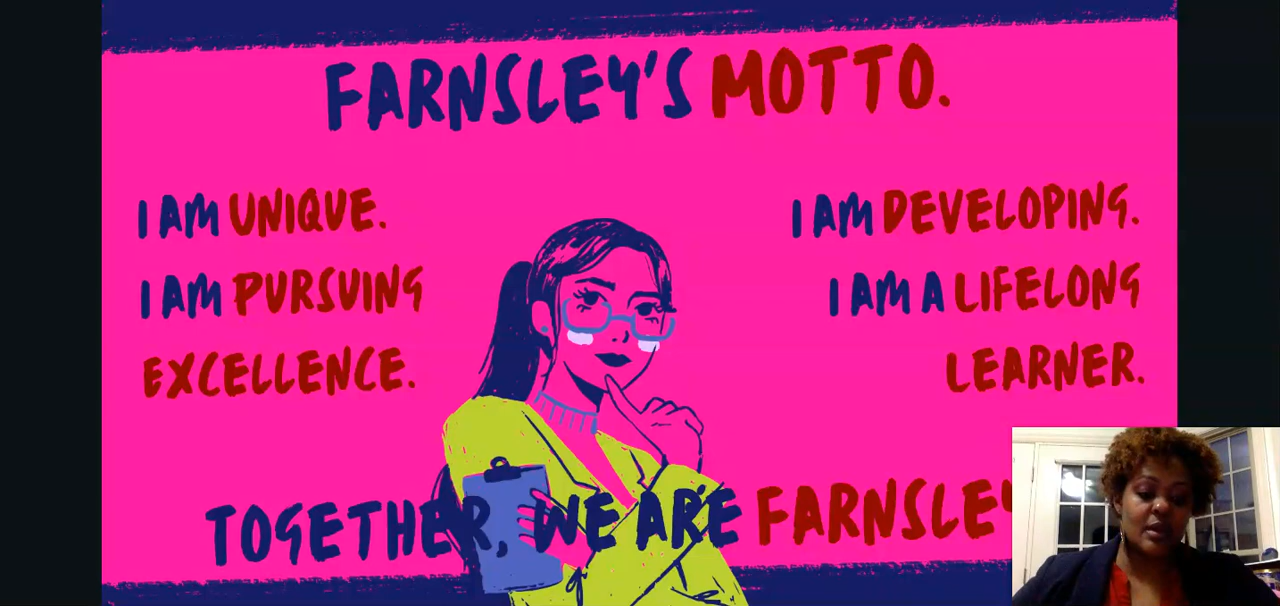 FARNSLEY'S MOTTO.
I AM UNIQUE.
I AM PURSUING
EXCELLENCE.
I AM DEVELOPING.
I AM A LIFELONG
LEARNER.
TOGETHER, WE ARE FARNSLEY